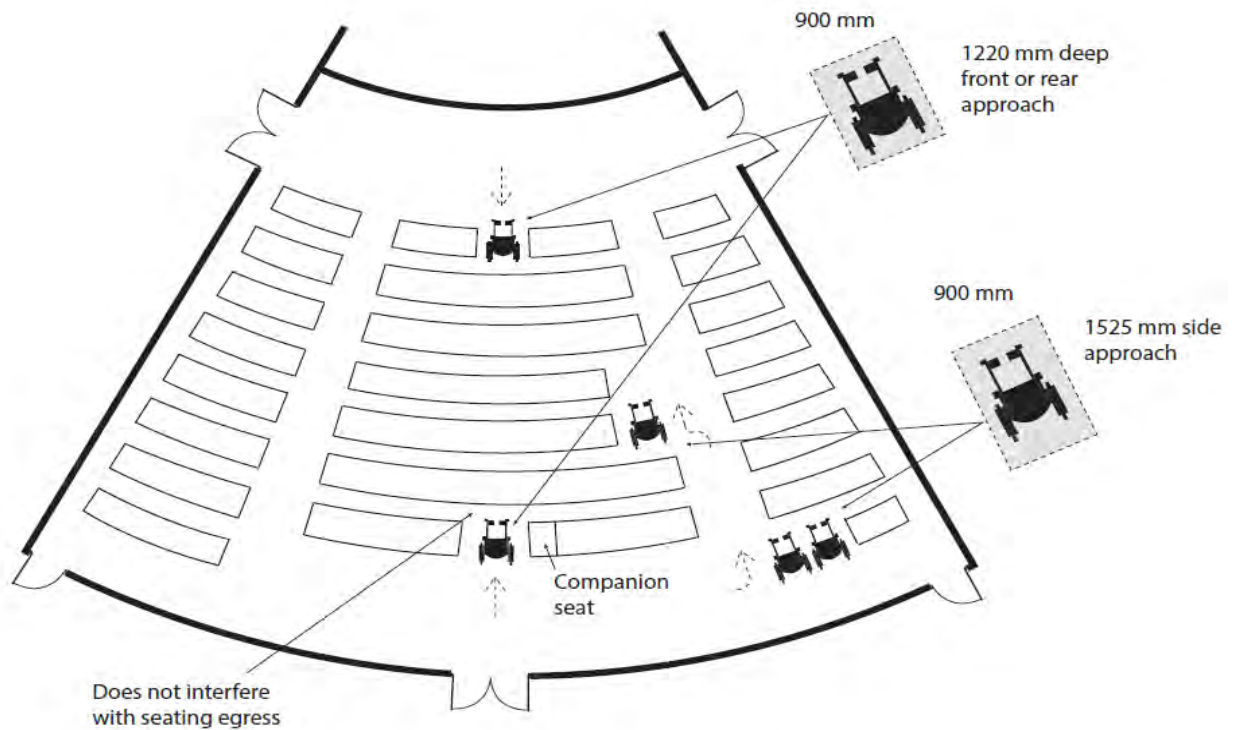 900 mm
1220 mm deep
front or rear
approach
900 mm
1525 mm side
approach
Companion
seat
Does not interfere
with seating egress